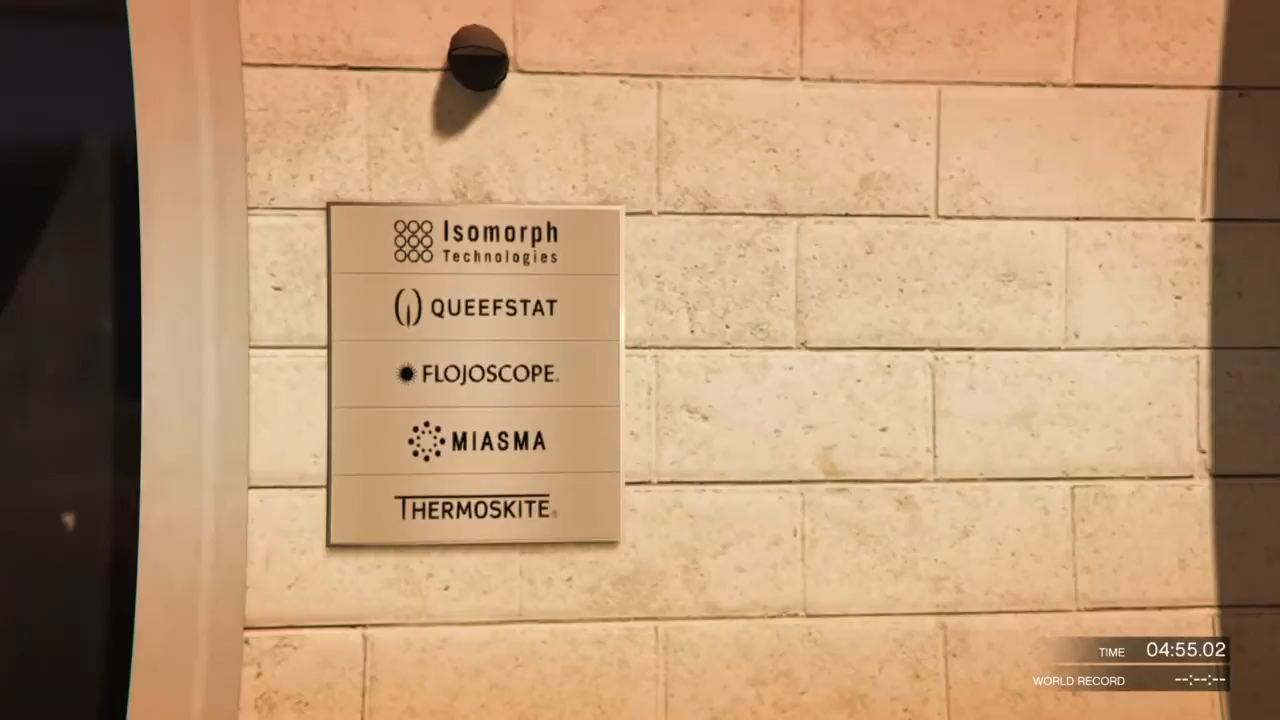 Isomorph
Technologies
QUEEFSTAT
FLOJOSCOPE.
MIASMA
THERMOSKITE
TIME 04:55.02
WORLD RECORD --:--:--